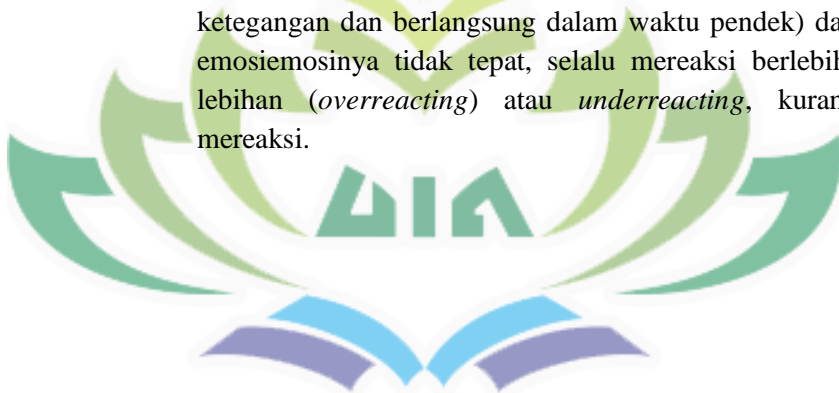 ketegangan dan berlangsung dalam waktu pendek) da
emosiemosinya tidak tepat, selalu mereaksi berlebih
lebihan (overreacting) atau underreacting, kuran
mereaksi.
UIN